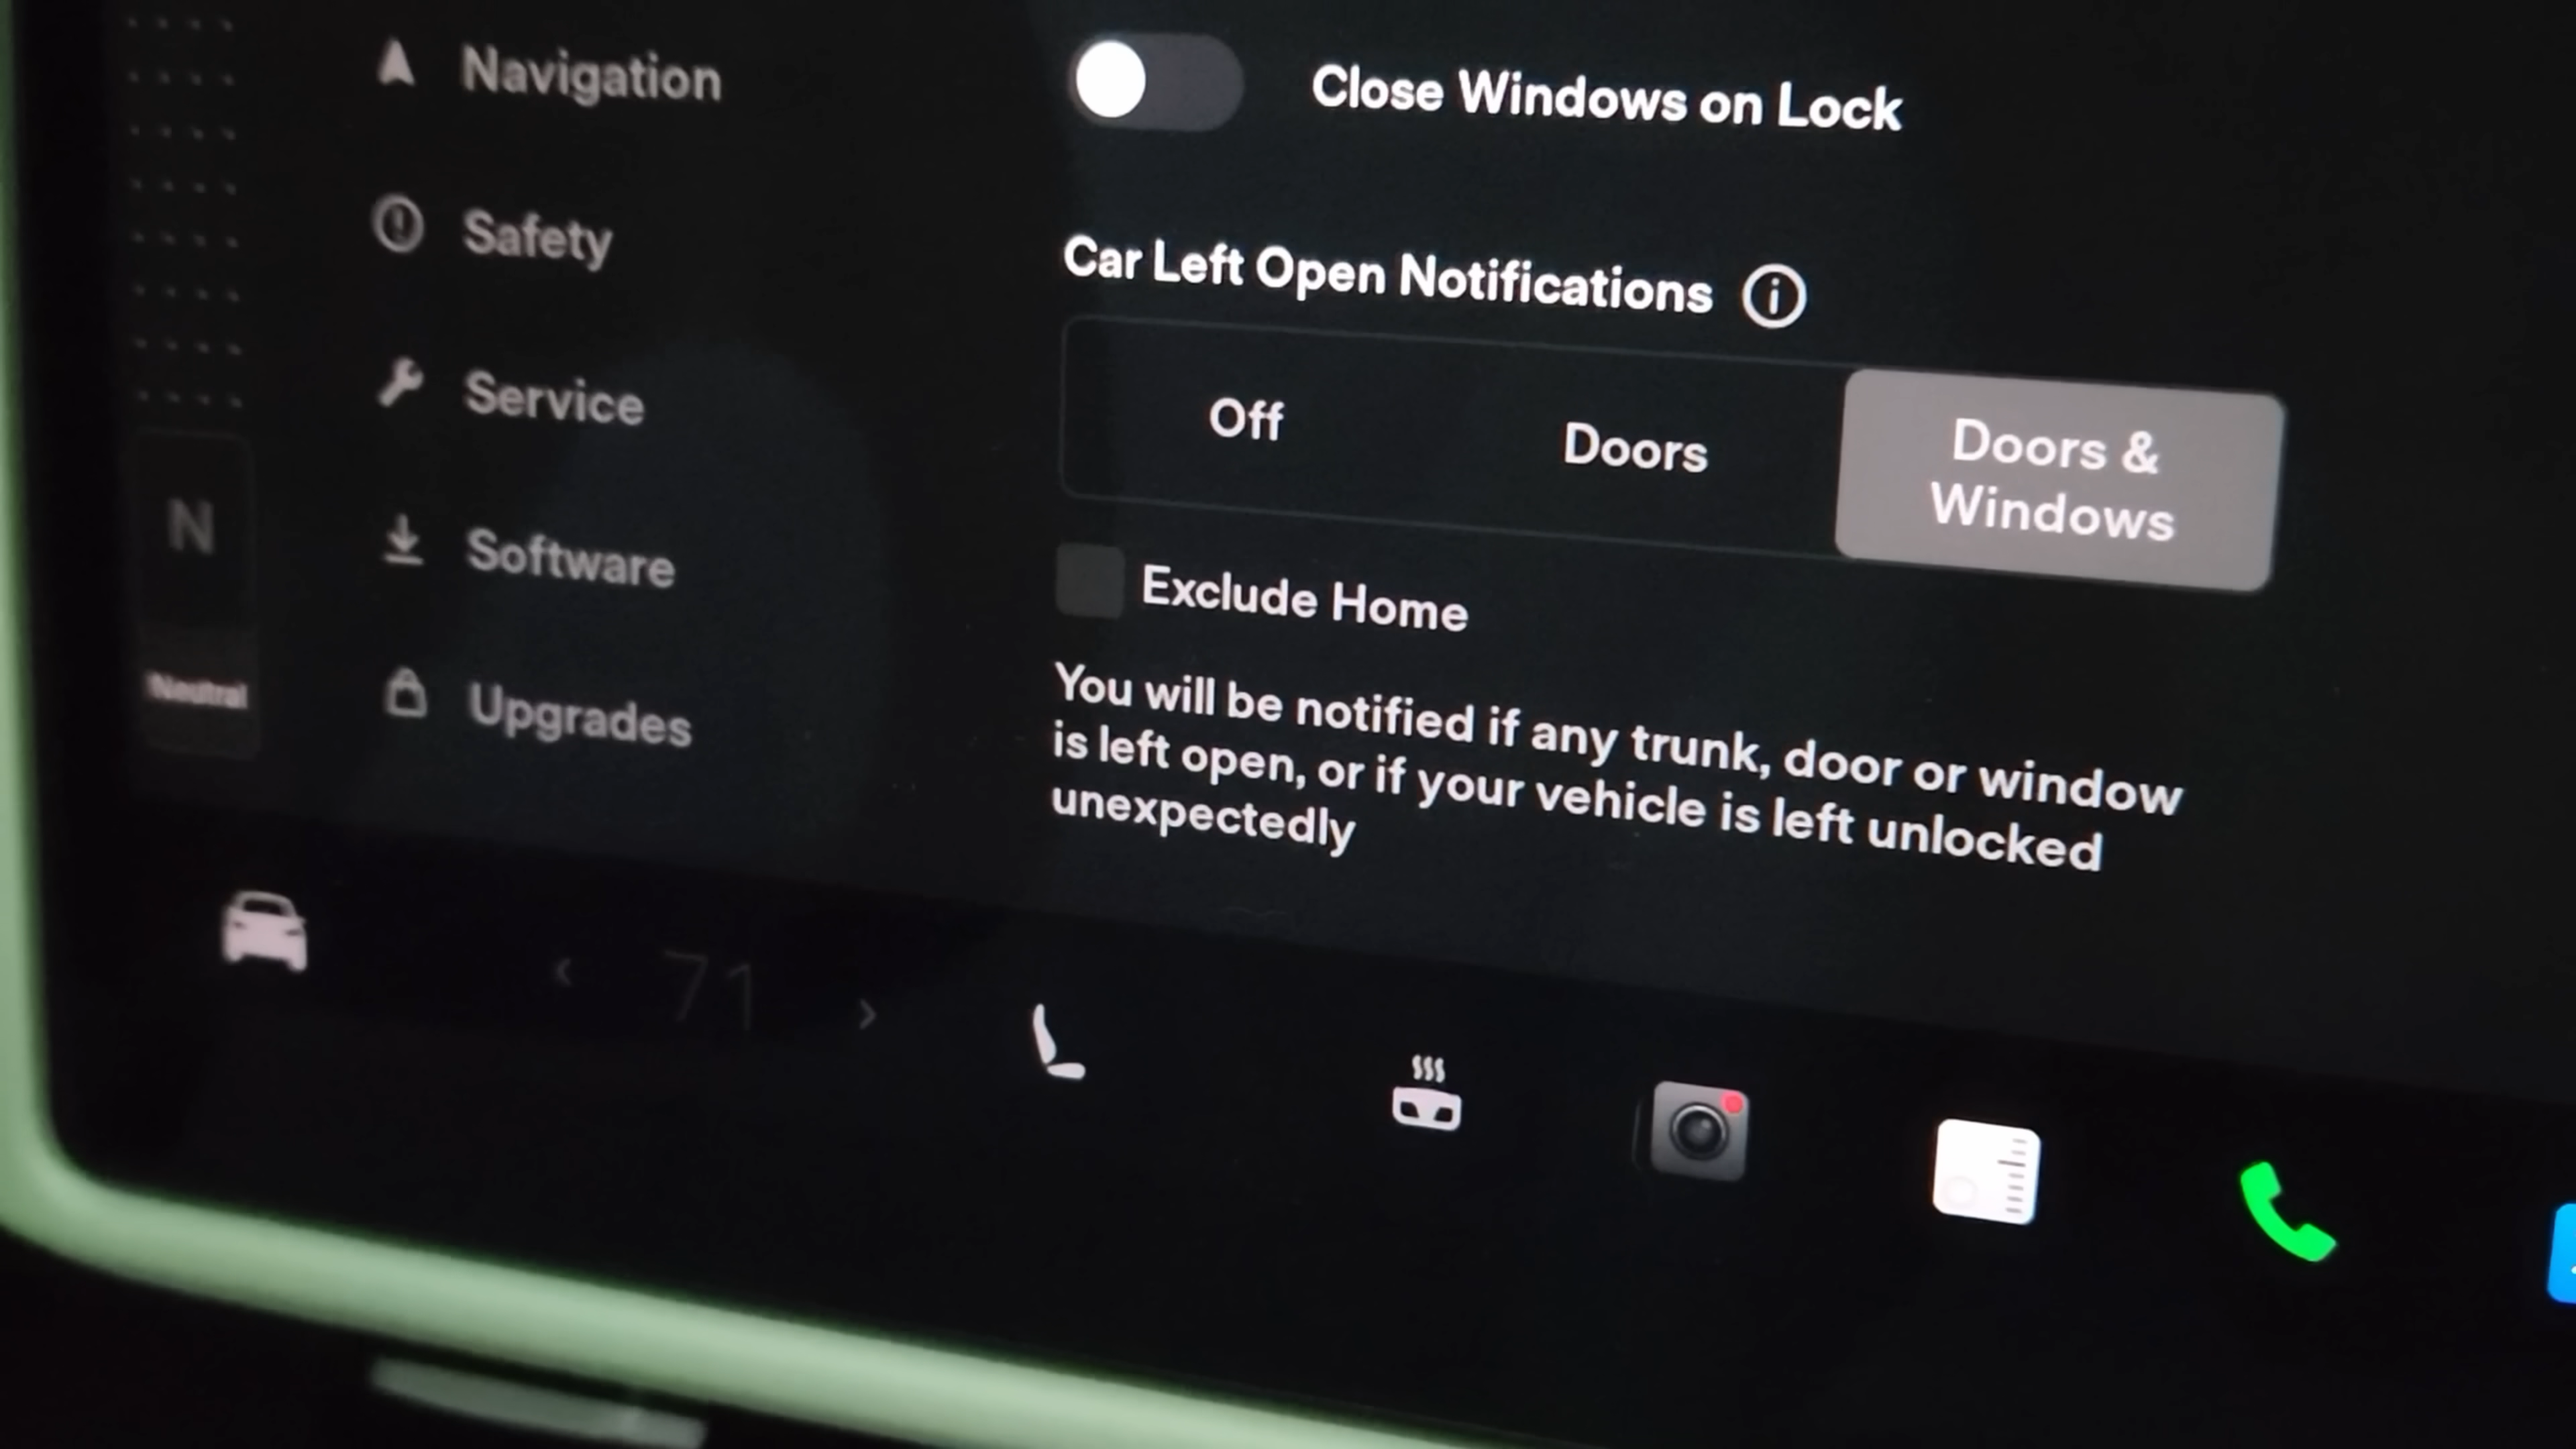 Navigation
Safety
Service
Software
Upgrades
N
Neutral
Close Windows on Lock
Car Left Open Notifications
Off
Doors
Doors &
Windows
Exclude Home
You will be notified if any trunk, door or window
is left open, or if your vehicle is left unlocked
unexpectedly
71